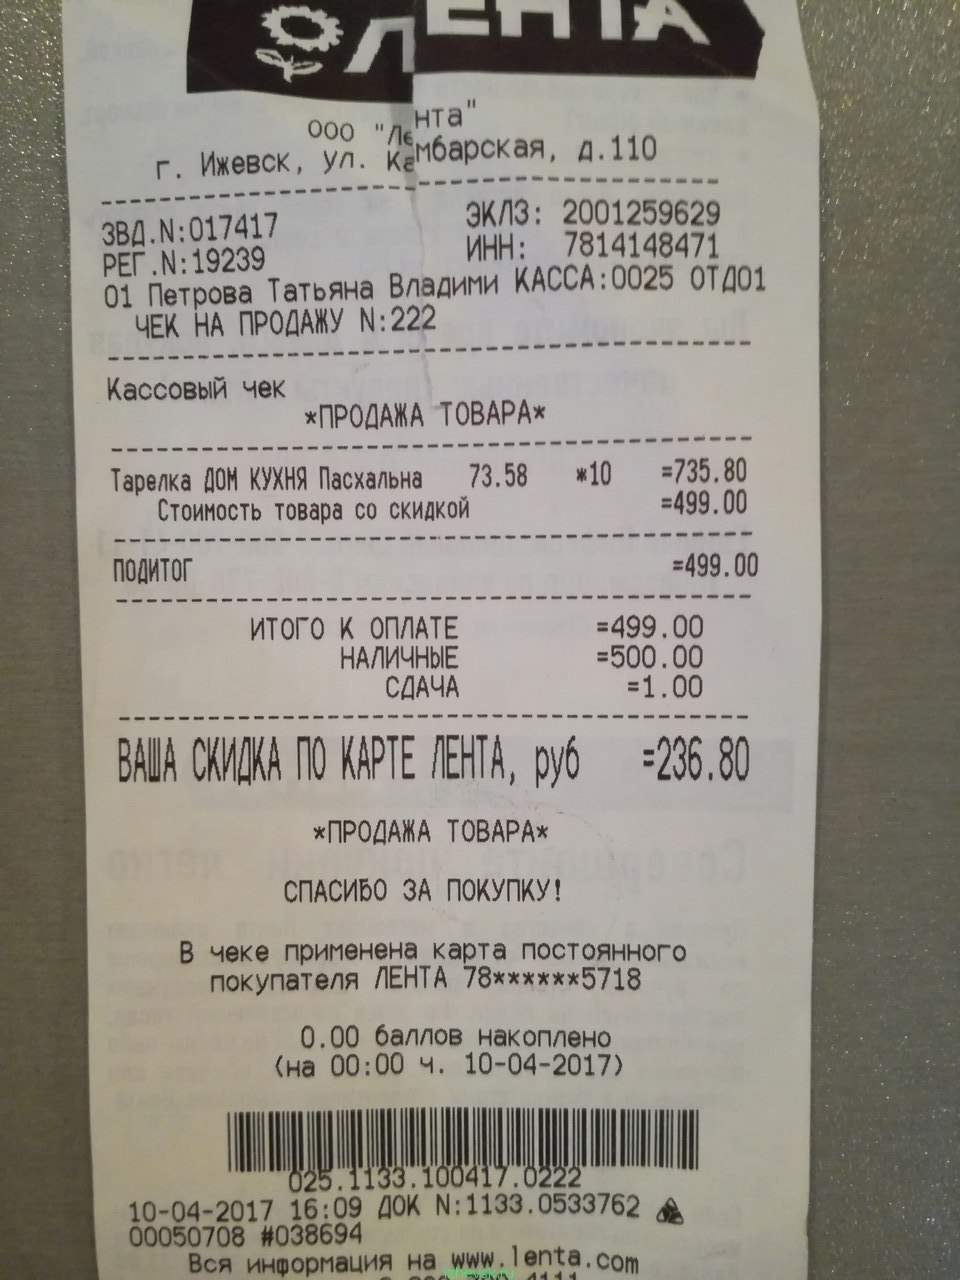 ЛЕНТА
ООО "Лента"
г. Ижевск, ул. Камбарская, д.110
ЗВД.N:017417 ЭКЛЗ: 2001259629
РЕГ.N:19239 ИНН: 7814148471
01 Петрова Татьяна Владими КАССА:0025 ОТД01
ЧЕК НА ПРОДАЖУ N:222
Кассовый чек
*ПРОДАЖА ТОВАРА*
Тарелка ДОМ КУХНЯ Пасхальна 73.58 *10 =735.80
Стоимость товара со скидкой =499.00
ПОДИТОГ =499.00
ИТОГО К ОПЛАТЕ =499.00
НАЛИЧНЫЕ =500.00
СДАЧА =1.00
ВАША СКИДКА ПО КАРТЕ ЛЕНТА, руб =236.80
*ПРОДАЖА ТОВАРА*
СПАСИБО ЗА ПОКУПКУ!
В чеке применена карта постоянного
покупателя ЛЕНТА 78******5718
0.00 баллов накоплено
(на 00:00 ч. 10-04-2017)
025.1133.100417.0222
10-04-2017 16:09 ДОК N:1133.0533762
00050708 #038694
Вся информация на www.lenta.com